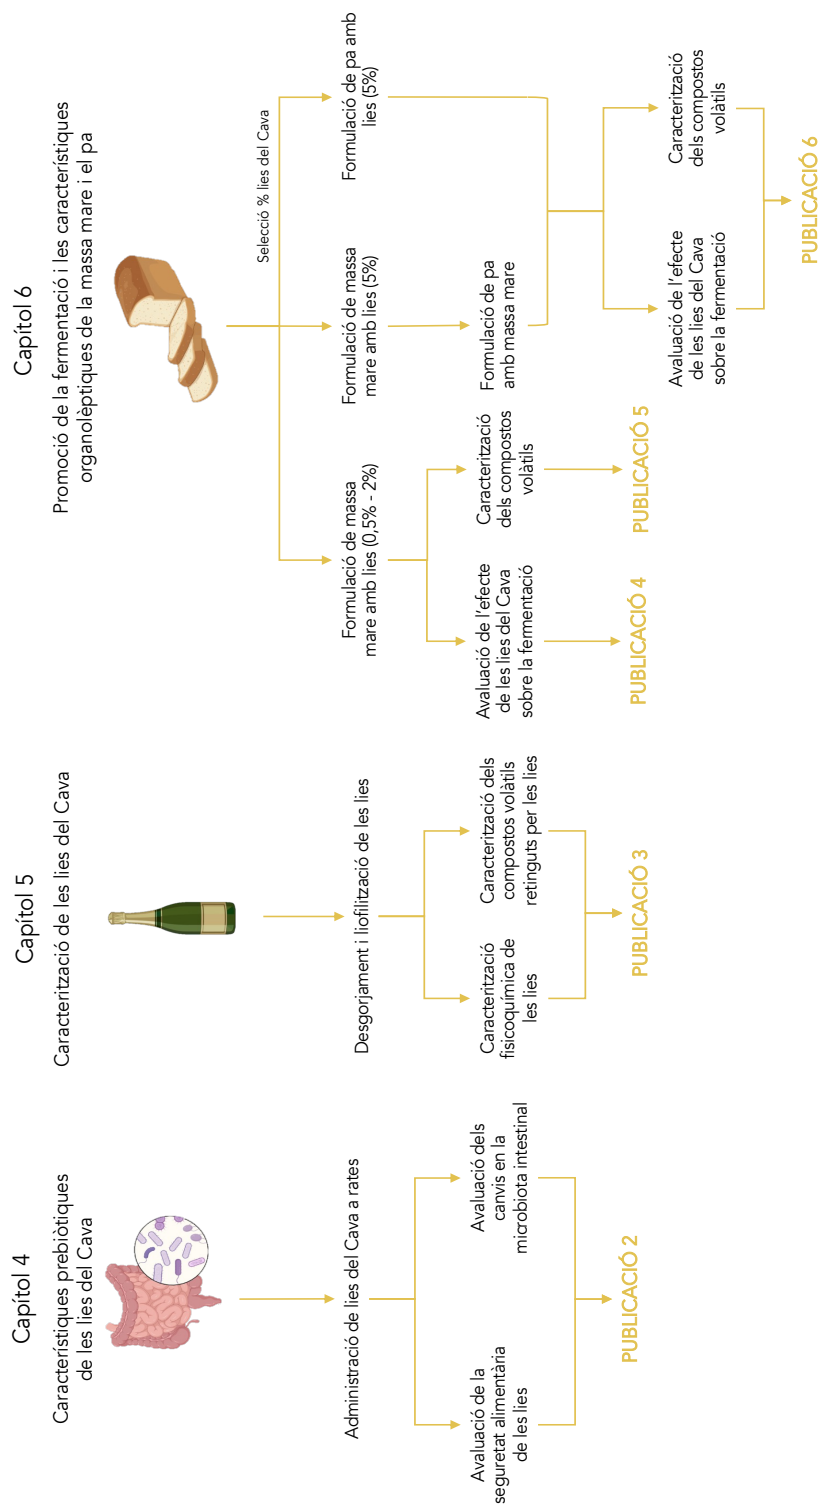 Capítol 4
Característiques prebiòtiques
de les lies del Cava
Administració de lies del Cava a rates
Avaluació de la
seguretat alimentària
de les lies
Avaluació dels
canvis en la
microbiota intestinal
PUBLICACIÓ 2
Capítol 5
Caracterització de les lies del Cava
Desgorjament i liofilització de les lies
Caracterització
fisicoquímica de
les lies
Caracterització dels
compostos volàtils
retinguts per les lies
PUBLICACIÓ 3
Capítol 6
Promoció de la fermentació i les característiques
organolèptiques de la massa mare i el pa
Selecció % lies del Cava
Formulació de massa
mare amb lies (0,5% - 2%)
Formulació de massa
mare amb lies (5%)
Formulació de pa amb
lies (5%)
Avaluació de l'efecte
de les lies del Cava
sobre la fermentació
Caracterització
dels compostos
volàtils
Formulació de pa
amb massa mare
PUBLICACIÓ 4
PUBLICACIÓ 5
Avaluació de l'efecte
de les lies del Cava
sobre la fermentació
Caracterització
dels compostos
volàtils
PUBLICACIÓ 6